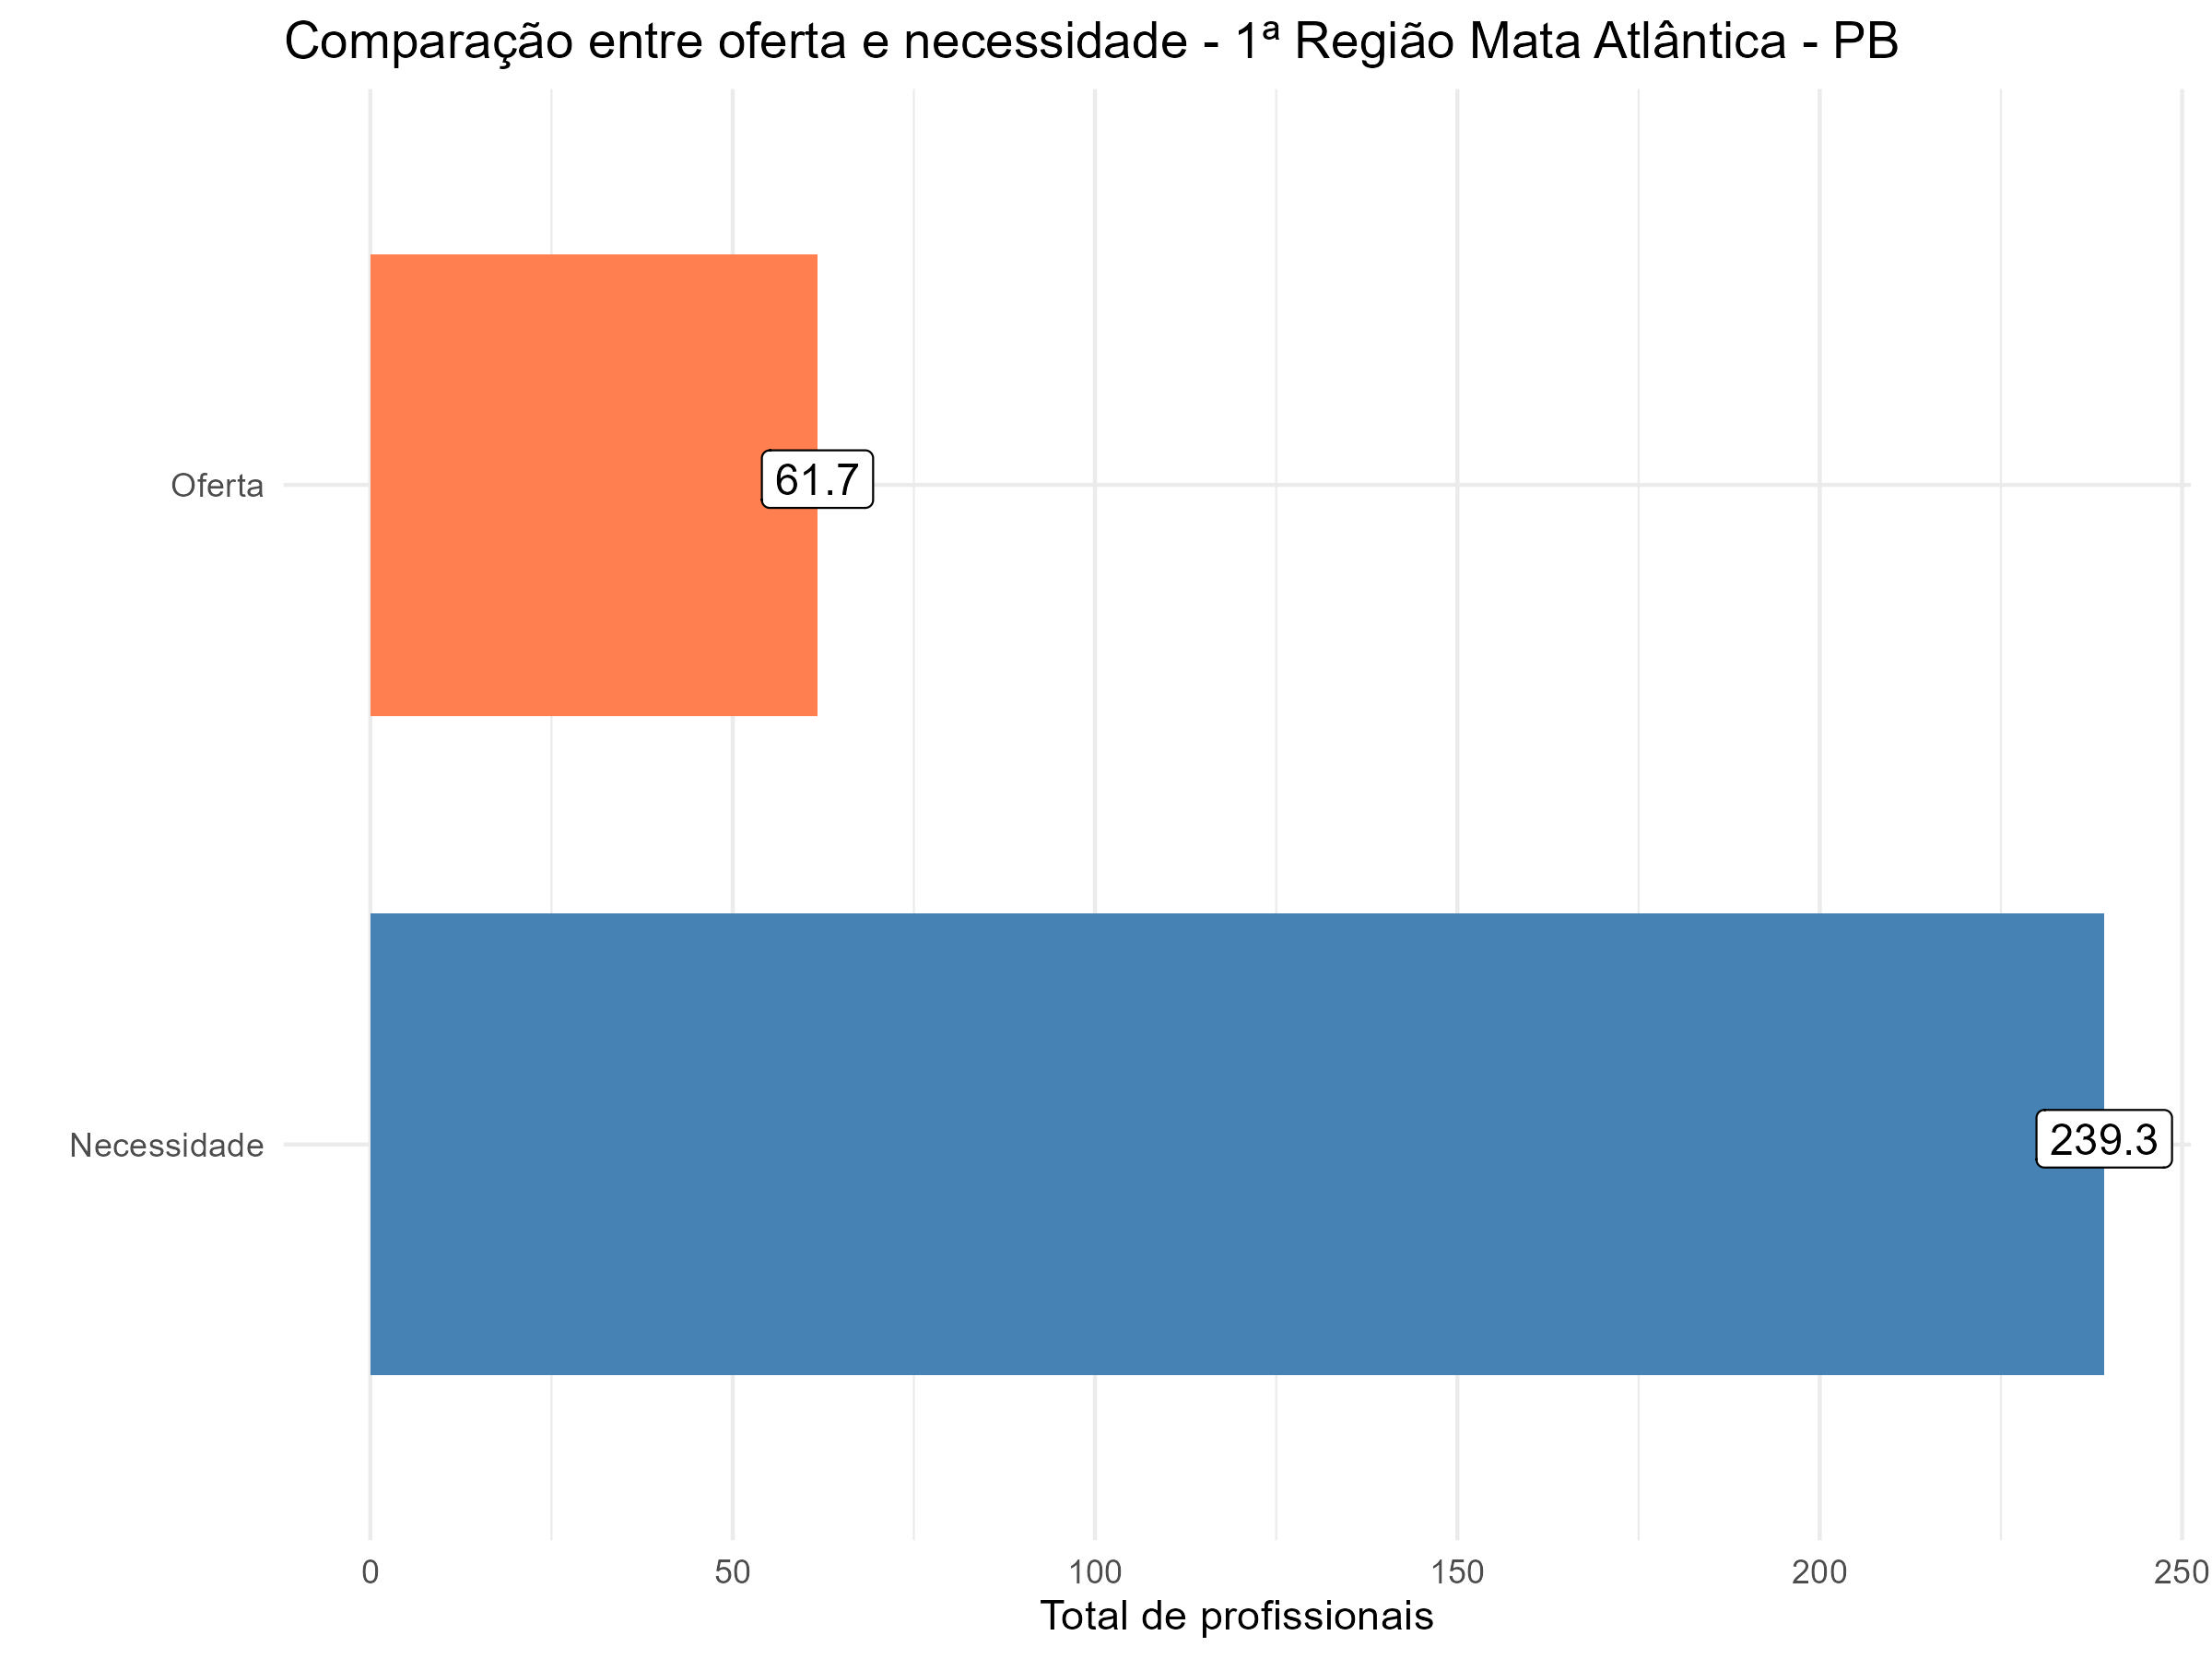 Comparação entre oferta e necessidade - 1ª Região Mata Atlântica - PB
Oferta
61.7
Necessidade
239.3
0 50 100 150 200 250
Total de profissionais